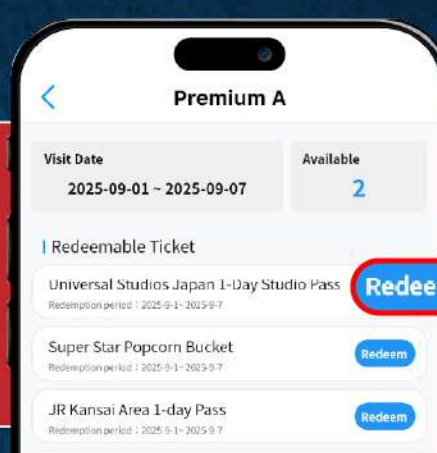 Premium A
Visit Date
Available
2025-09-01 ~ 2025-09-07
2
Redeemable Ticket
Universal Studios Japan 1-Day Studio Pass
Redee
Redemption period : 2025-9-1~ 2025-9-7
Super Star Popcorn Bucket
Redeem
Redemption period : 2025-9-1~ 2025-9-7
JR Kansai Area 1-day Pass
Redeem
Redemption period : 2025-9-1~ 2025-9-7